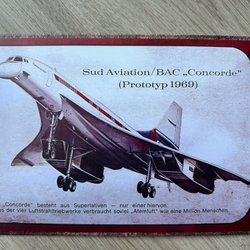 Sud Aviation/BAC „Concorde"
(Prototyp 1969)
„Concorde" besteht aus Superlativen — nur einer hiervon:
der vier Luftstrahltriebwerke verbraucht soviel „Atemluft" wie eine Million Menschen.